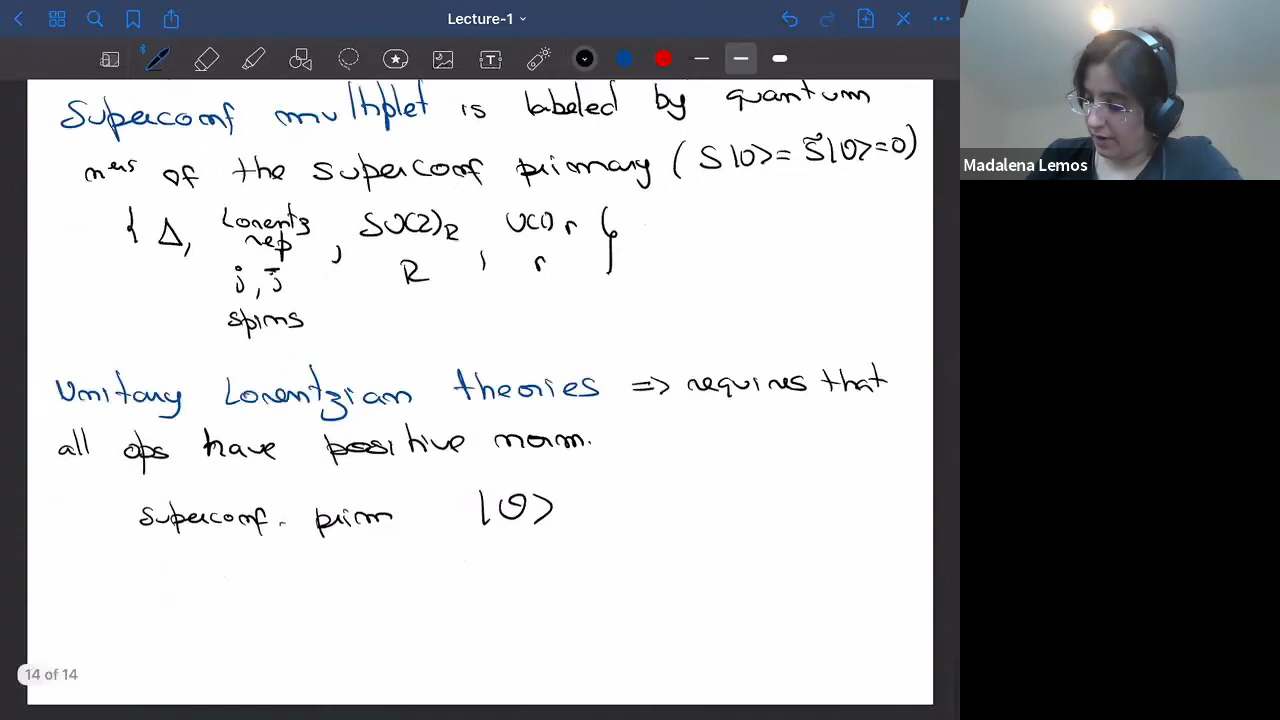 Lecture-1
Superconf multiplet is labeled by quantum
nºers of the superconf primary ( S|O> = S̃|O> = 0 )
{ Δ, Lorentz rep j, j̄ spins , SU(2)_R R , U(1)_r r }
Unitary Lorentzian theories => requires that
all ops have positive norm.
superconf. prim |O>
14 of 14
Madalena Lemos